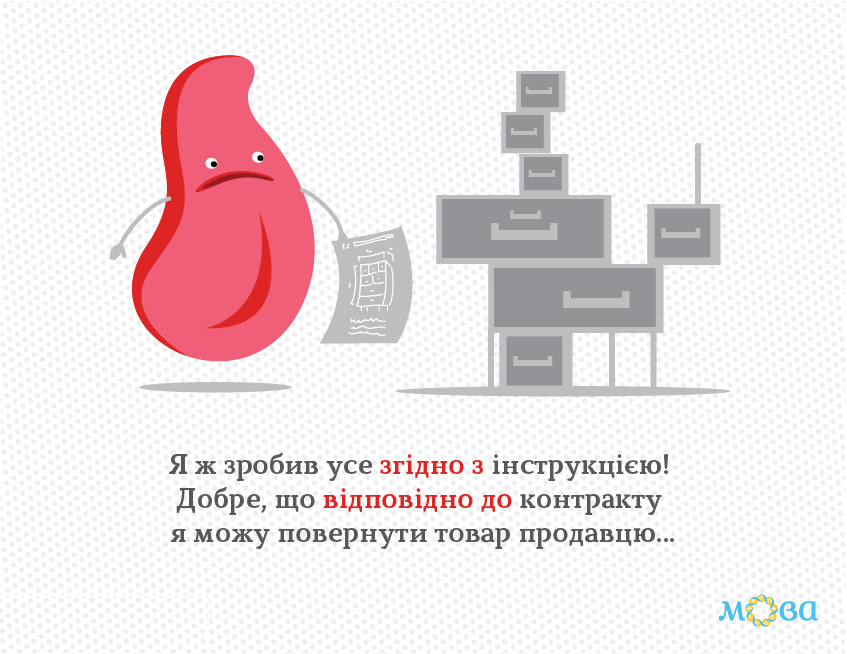 Я ж зробив усе згідно з інструкцією!
Добре, що відповідно до контракту
я можу повернути товар продавцю...
мова